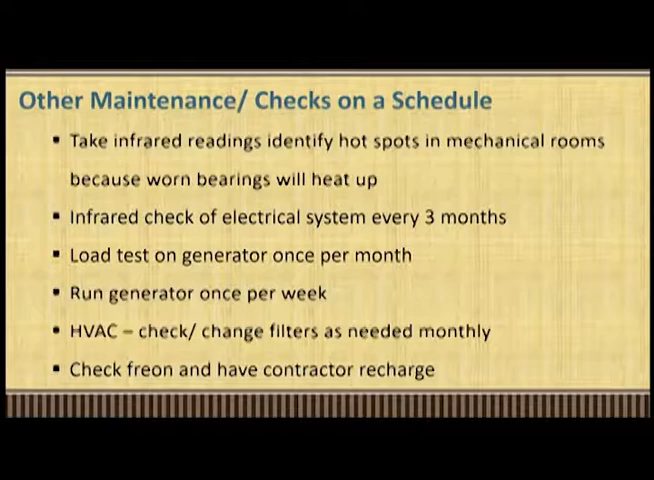 Other Maintenance/ Checks on a Schedule
▪ Take infrared readings identify hot spots in mechanical rooms
because worn bearings will heat up
▪ Infrared check of electrical system every 3 months
▪ Load test on generator once per month
▪ Run generator once per week
▪ HVAC – check/ change filters as needed monthly
▪ Check freon and have contractor recharge